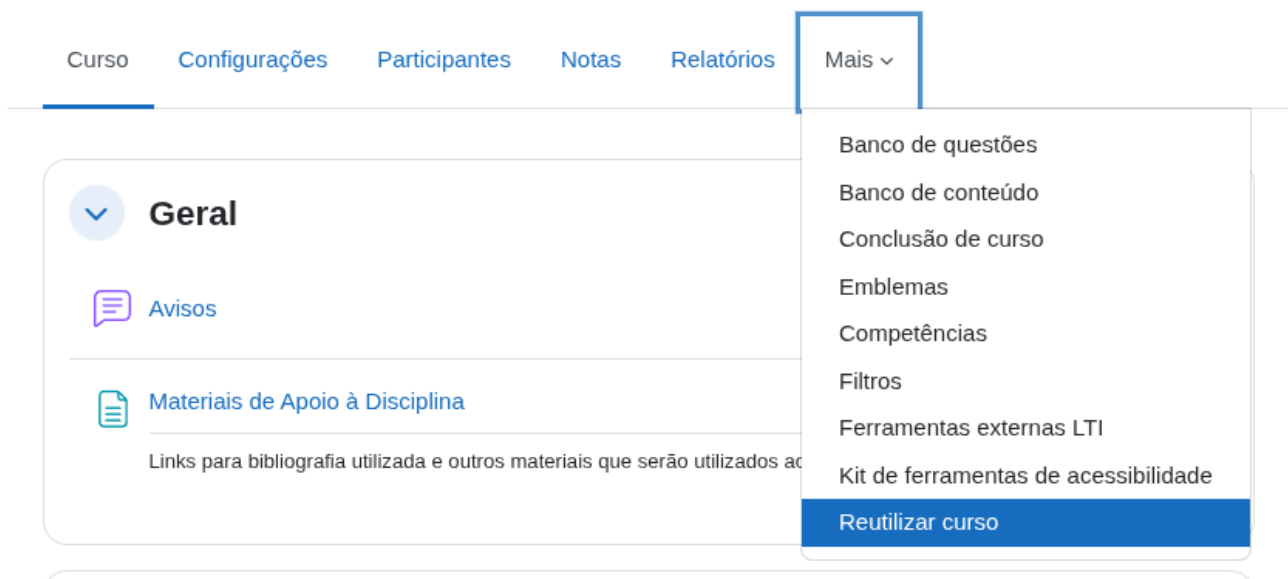 Curso Configurações Participantes Notas Relatórios Mais
Banco de questões
Banco de conteúdo
Conclusão de curso
Emblemas
Competências
Filtros
Ferramentas externas LTI
Kit de ferramentas de acessibilidade
Reutilizar curso
Geral
Avisos
Materiais de Apoio à Disciplina
Links para bibliografia utilizada e outros materiais que serão utilizados